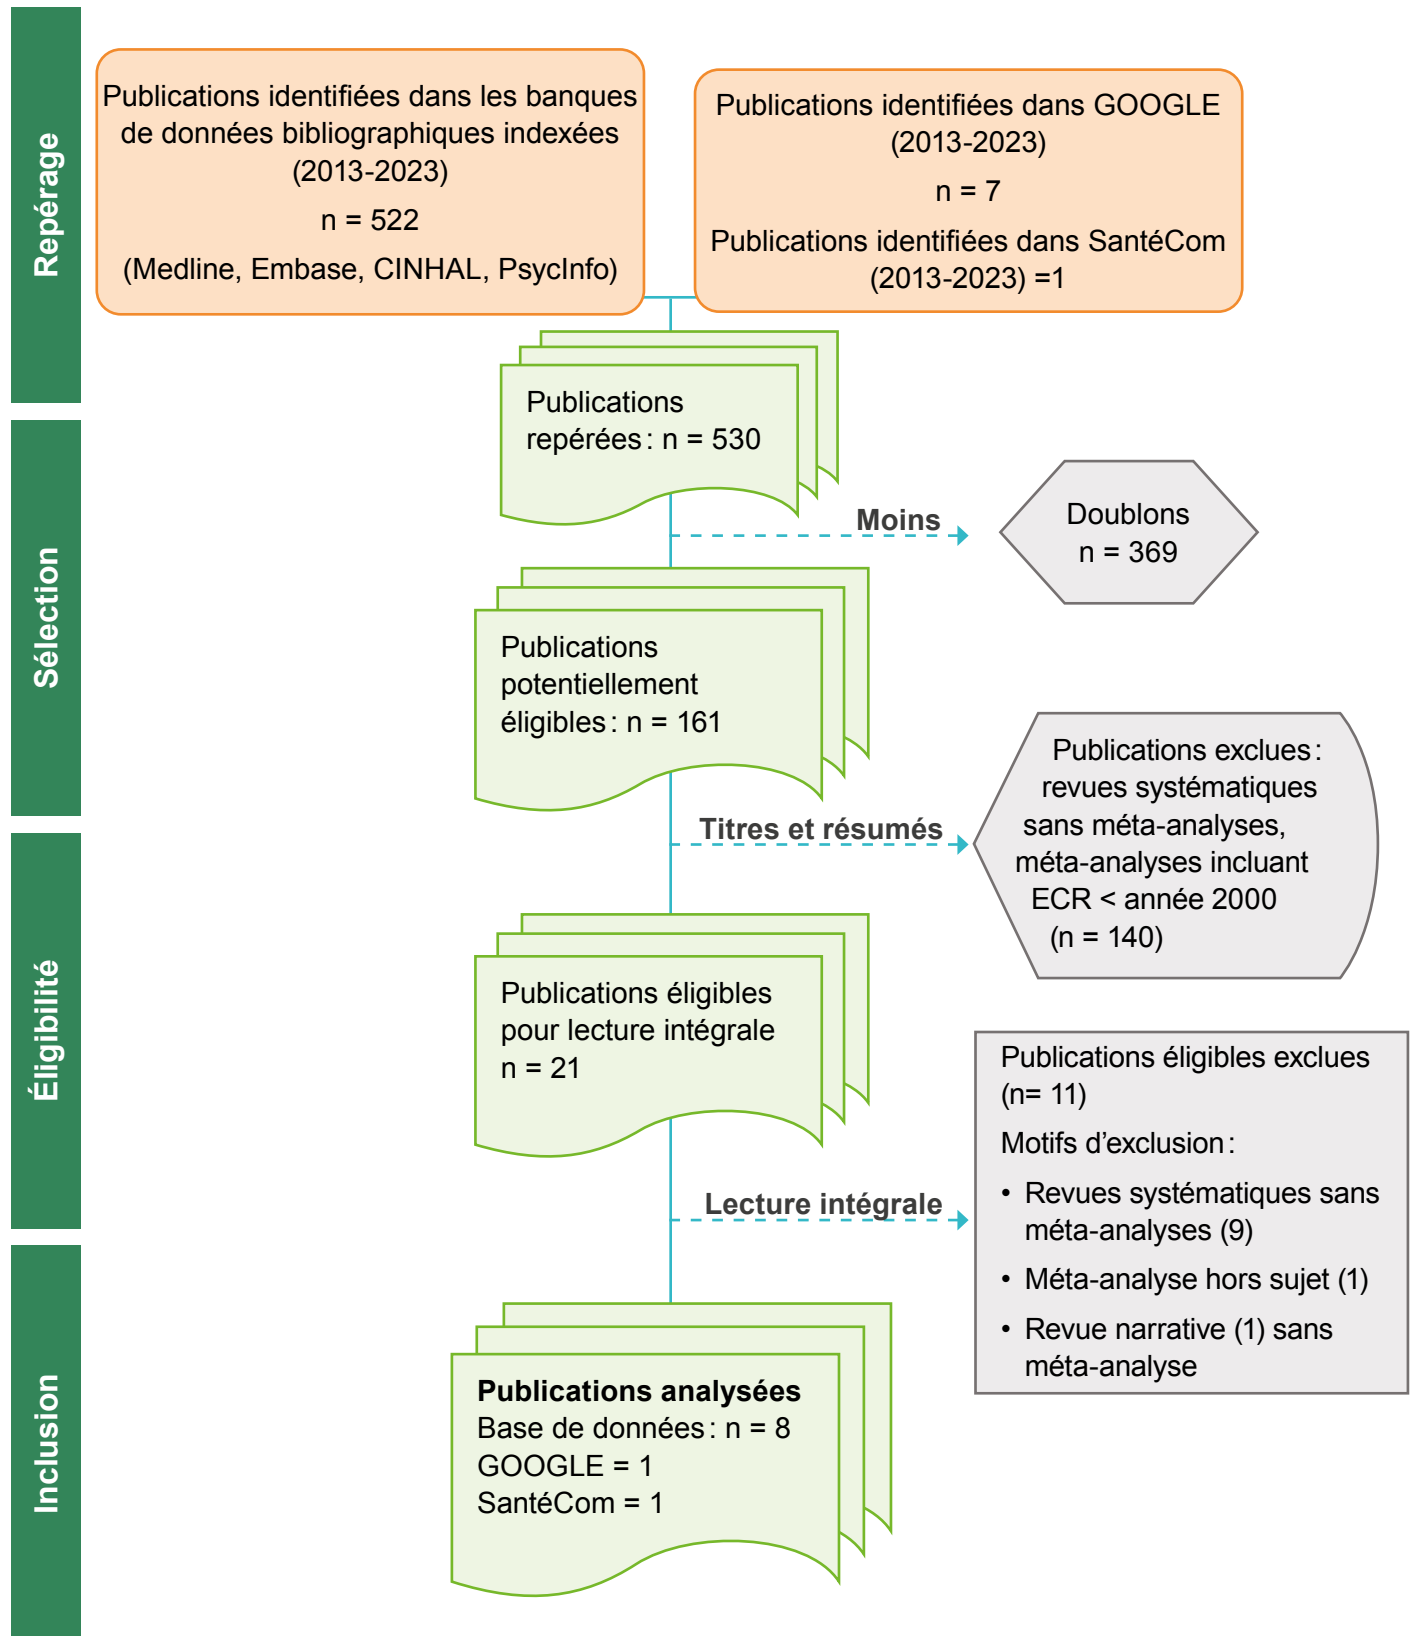 Repérage
Publications identifiées dans les banques
de données bibliographiques indexées
(2013-2023)
n = 522
(Medline, Embase, CINHAL, PsycInfo)
Publications identifiées dans GOOGLE
(2013-2023)
n = 7
Publications identifiées dans SantéCom
(2013-2023) =1
Publications
repérées : n = 530
Sélection
Moins
Doublons
n = 369
Publications
potentiellement
éligibles : n = 161
Titres et résumés
Publications exclues :
revues systématiques
sans méta-analyses,
méta-analyses incluant
ECR < année 2000
(n = 140)
Éligibilité
Publications éligibles
pour lecture intégrale
n = 21
Lecture intégrale
Publications éligibles exclues
(n= 11)
Motifs d'exclusion :
• Revues systématiques sans
méta-analyses (9)
• Méta-analyse hors sujet (1)
• Revue narrative (1) sans
méta-analyse
Inclusion
Publications analysées
Base de données : n = 8
GOOGLE = 1
SantéCom = 1